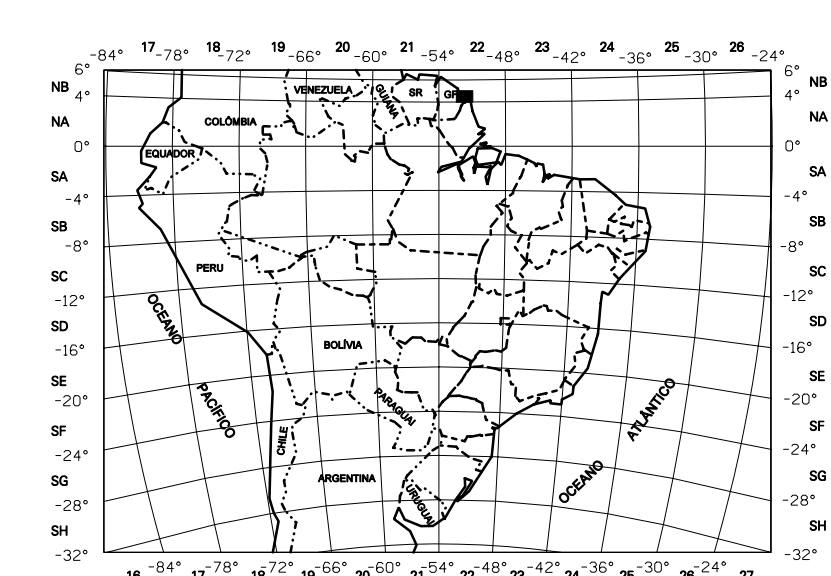 17 18 19 20 21 22 23 24 25 26
-84° -78° -72° -66° -60° -54° -48° -42° -36° -30° -24°
6° 6°
NB NB
4° VENEZUELA GUIANA SR GF 4°
NA COLÔMBIA NA
0° EQUADOR 0°
SA SA
-4° -4°
SB SB
-8° -8°
PERU
SC SC
-12° -12°
OCEANO
SD SD
BOLÍVIA
-16° -16°
SE SE
PACÍFICO PARAGUAI ATLÂNTICO
-20° -20°
SF SF
CHILE
-24° -24°
SG ARGENTINA OCEANO SG
URUGUAI
-28° -28°
SH SH
-32° -32°
-84° -78° -72° -66° -60° -54° -48° -42° -36° -30° -24°
16 17 18 19 20 21 22 23 24 25 26 27